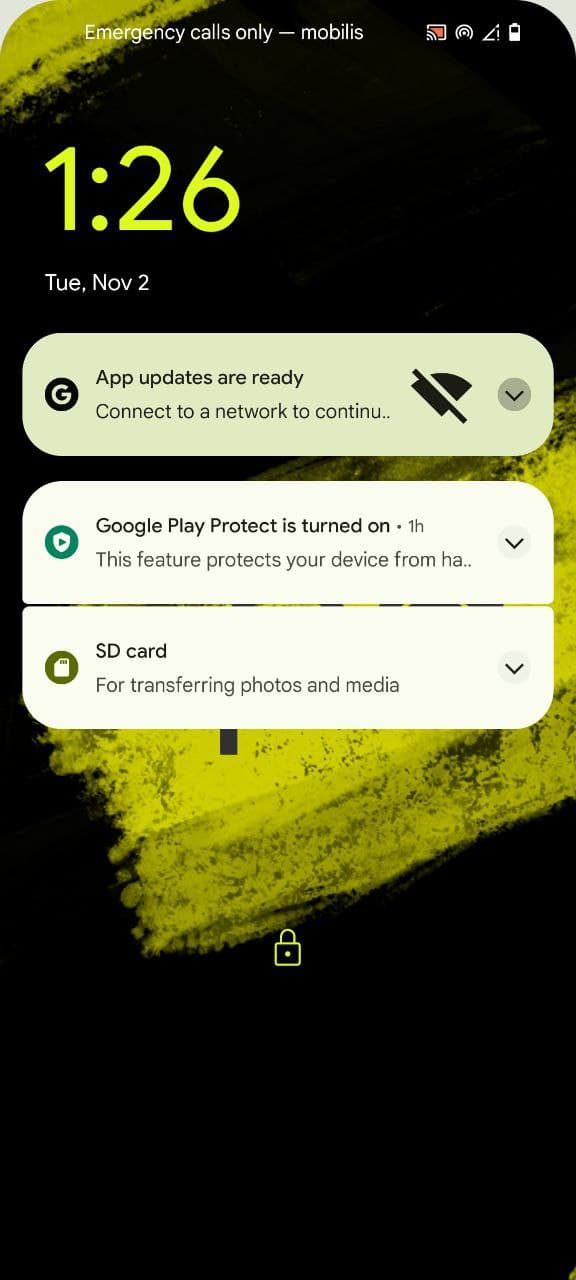 Emergency calls only — mobilis
1:26
Tue, Nov 2
App updates are ready
Connect to a network to continu..
Google Play Protect is turned on • 1h
This feature protects your device from ha..
SD card
For transferring photos and media